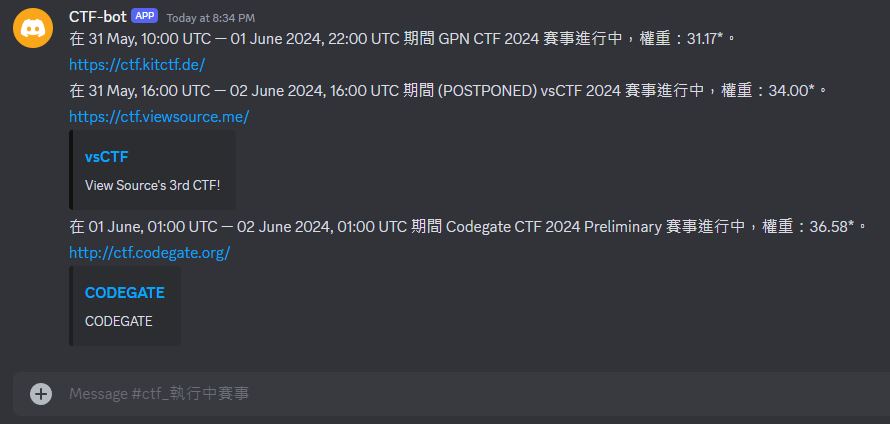 CTF-bot APP Today at 8:34 PM
在 31 May, 10:00 UTC — 01 June 2024, 22:00 UTC 期間 GPN CTF 2024 賽事進行中，權重：31.17*。
https://ctf.kitctf.de/
在 31 May, 16:00 UTC — 02 June 2024, 16:00 UTC 期間 (POSTPONED) vsCTF 2024 賽事進行中，權重：34.00*。
https://ctf.viewsource.me/
vsCTF
View Source's 3rd CTF!
在 01 June, 01:00 UTC — 02 June 2024, 01:00 UTC 期間 Codegate CTF 2024 Preliminary 賽事進行中，權重：36.58*。
http://ctf.codegate.org/
CODEGATE
CODEGATE
Message #ctf_執行中賽事